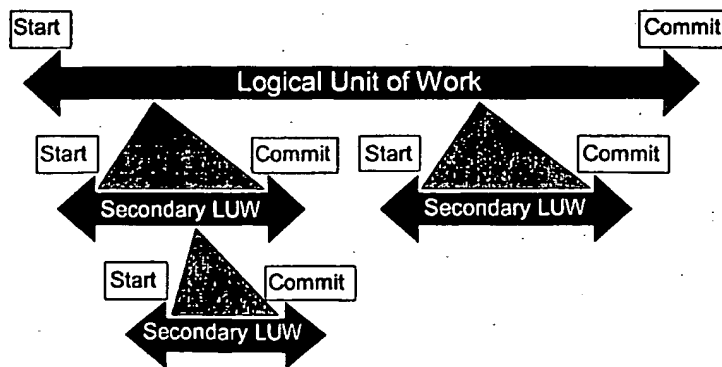 Start
Commit
Logical Unit of Work
Start
Commit
Start
Commit
Secondary LUW
Secondary LUW
Start
Commit
Secondary LUW